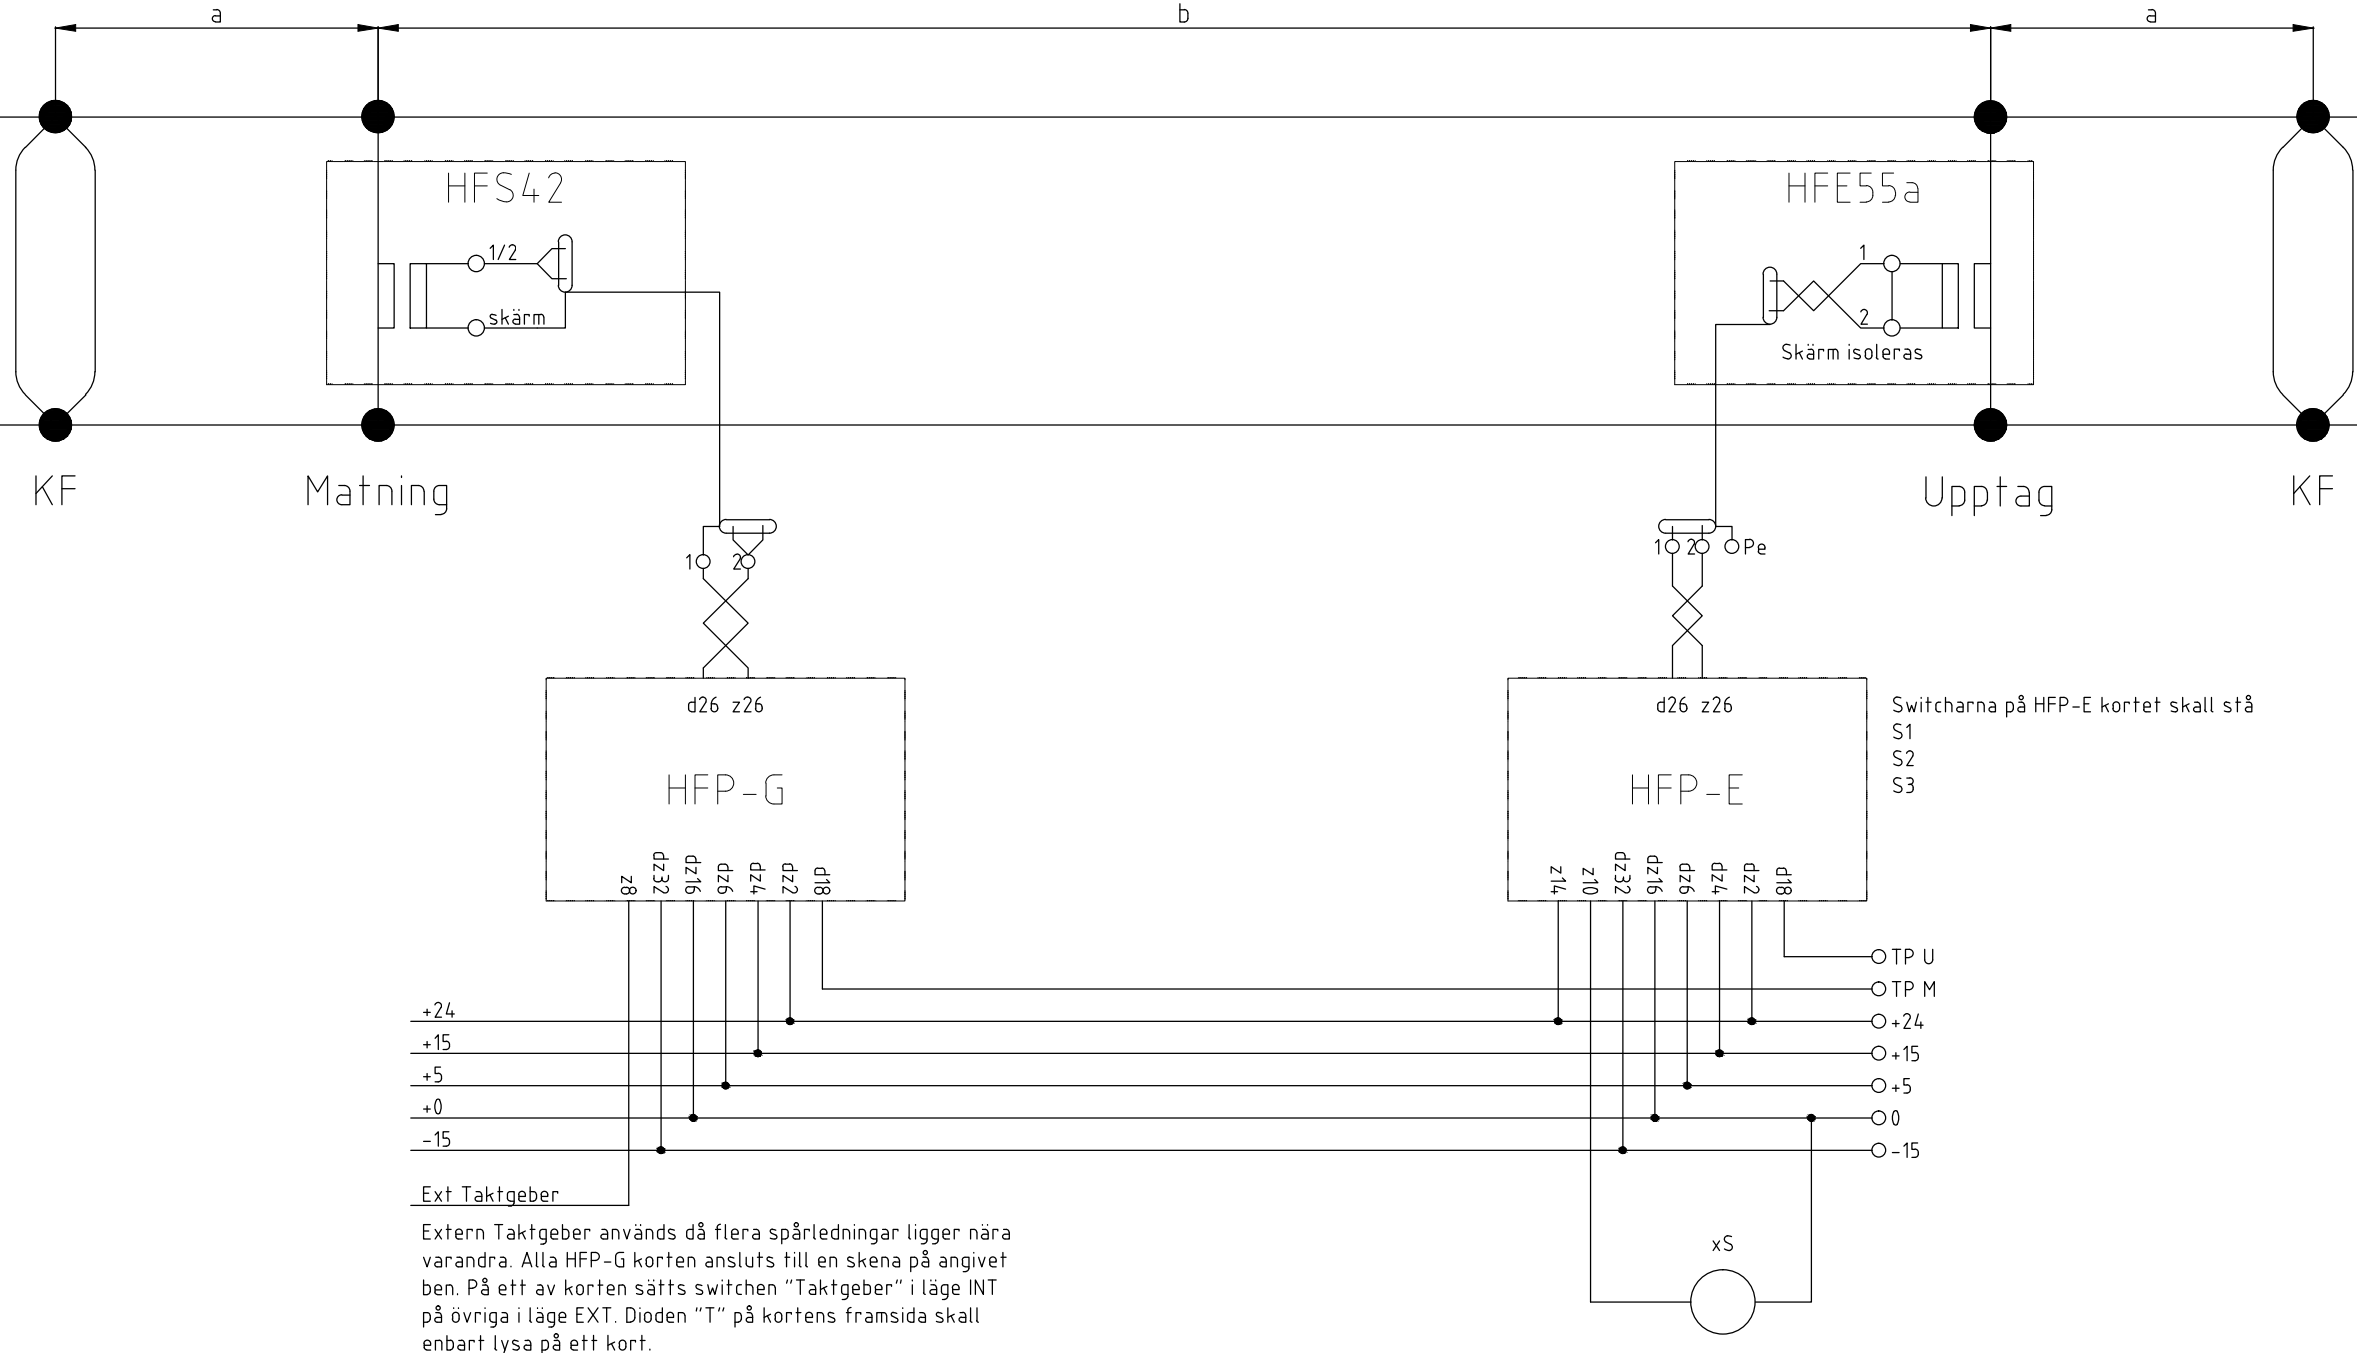 a
b
a
HFS42
HFE55a
1/2
1
skärm
2
Skärm isoleras
KF
Matning
Upptag
KF
1
2
1
2
Pe
d26 z26
d26 z26
HFP-G
HFP-E
Switcharna på HFP-E kortet skall stå
S1
S2
S3
z8
dz32
dz16
dz6
dz4
dz2
d18
z14
z10
dz32
dz16
dz6
dz4
dz2
d18
TP U
TP M
+24
+24
+15
+15
+5
+5
+0
0
-15
-15
Ext Taktgeber
Extern Taktgeber används då flera spårledningar ligger nära
varandra. Alla HFP-G korten ansluts till en skena på angivet
ben. På ett av korten sätts switchen "Taktgeber" i läge INT
på övriga i läge EXT. Dioden "T" på kortens framsida skall
enbart lysa på ett kort.
xS